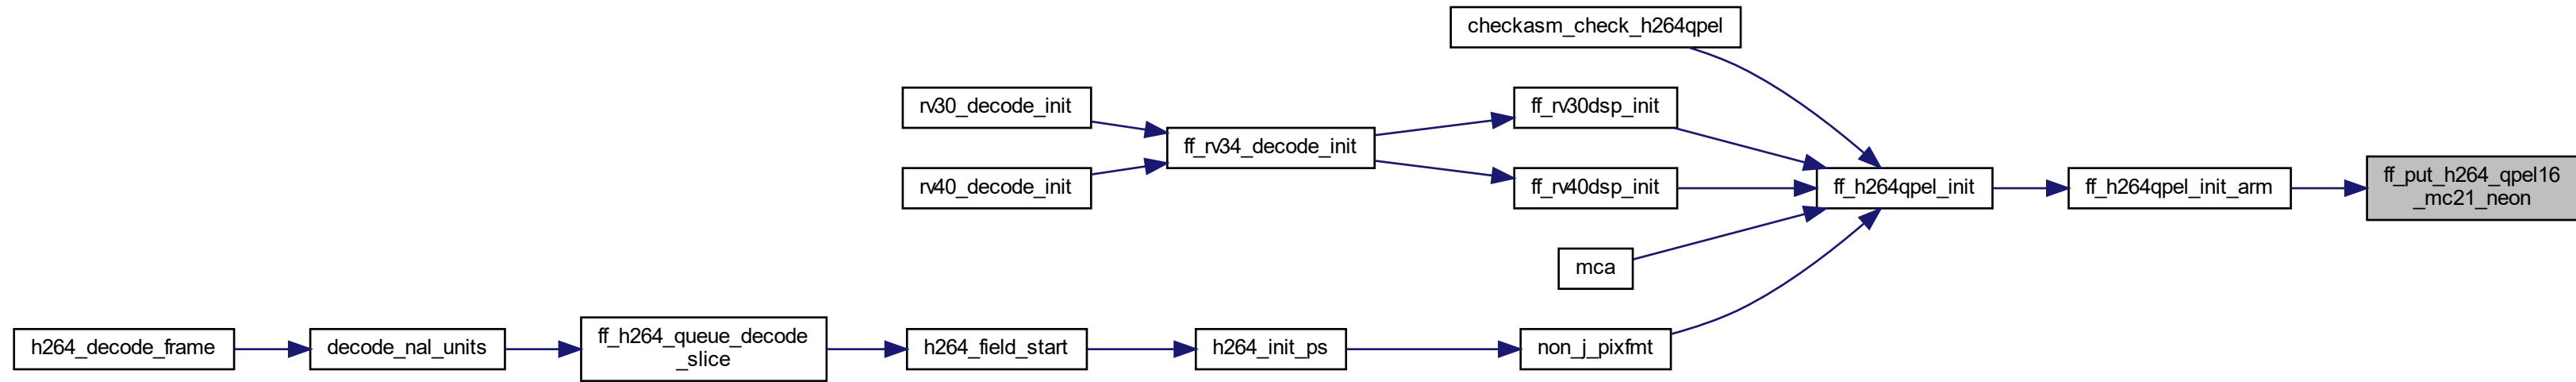 checkasm_check_h264qpel
rv30_decode_init
ff_rv30dsp_init
ff_rv34_decode_init
rv40_decode_init
ff_rv40dsp_init
ff_h264qpel_init
ff_h264qpel_init_arm
ff_put_h264_qpel16
_mc21_neon
mca
h264_decode_frame
decode_nal_units
ff_h264_queue_decode
_slice
h264_field_start
h264_init_ps
non_j_pixfmt